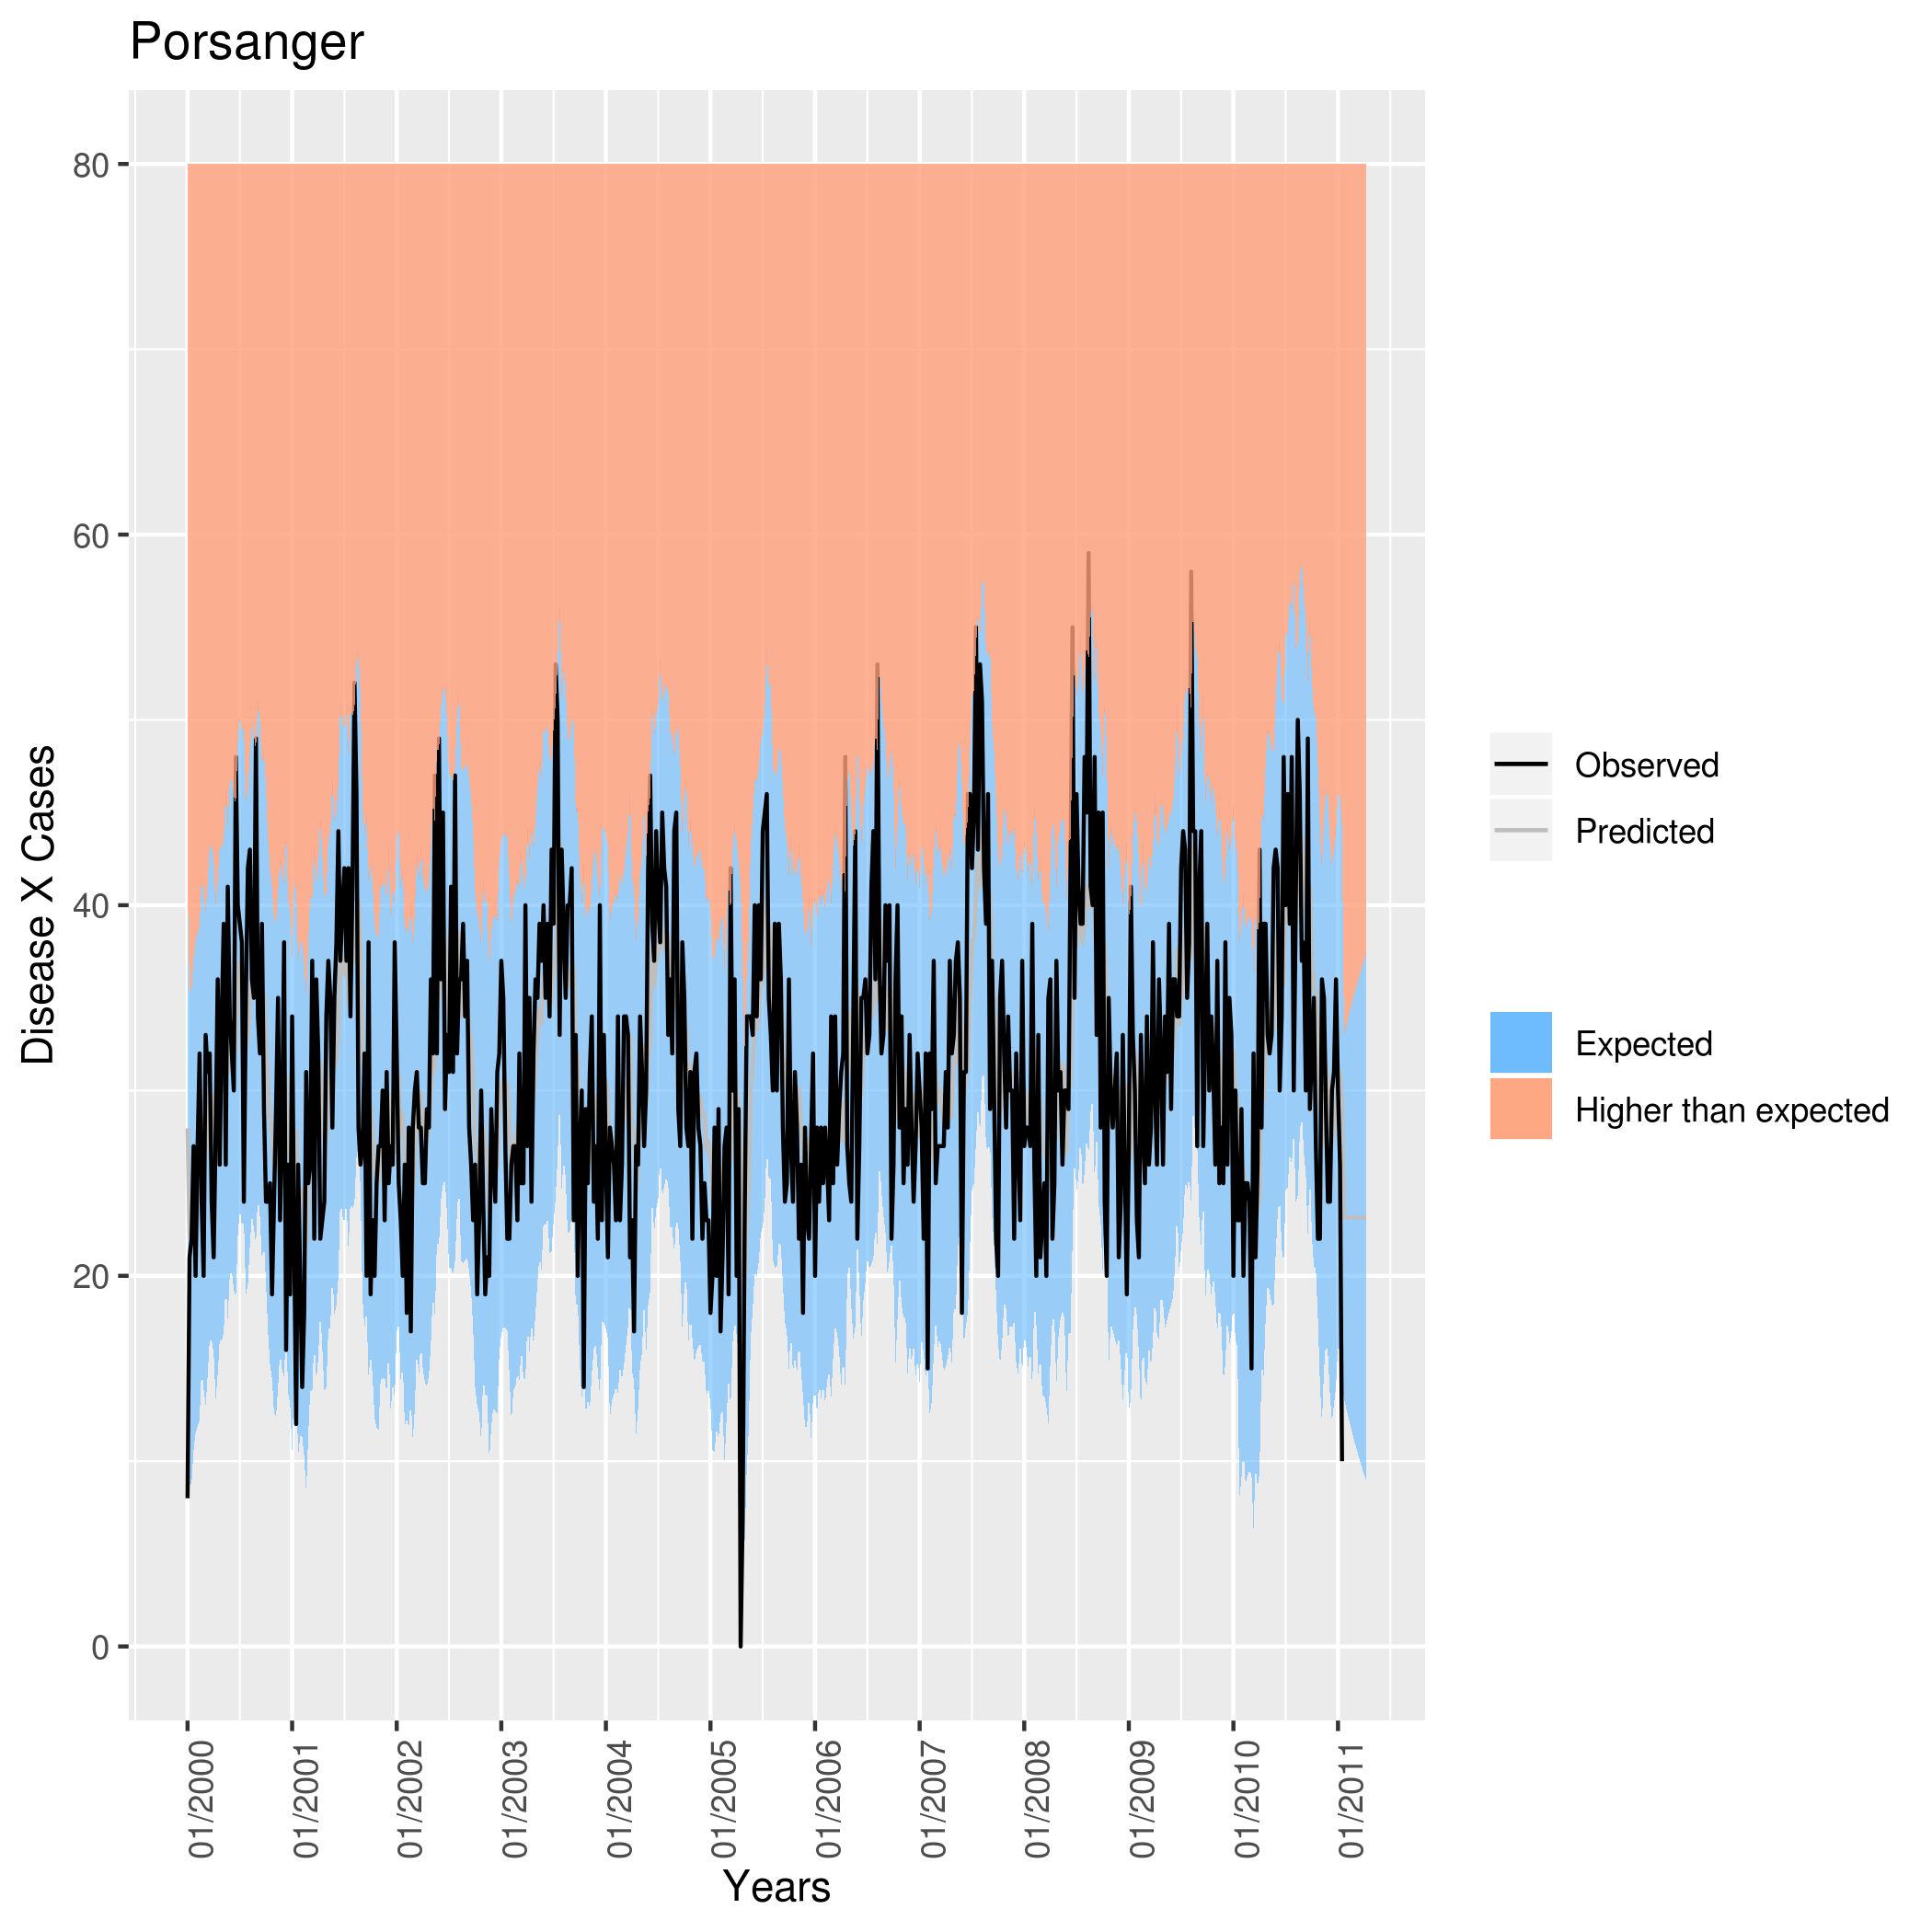 Porsanger
Disease X Cases
80
60
40
20
0
01/2000
01/2001
01/2002
01/2003
01/2004
01/2005
01/2006
01/2007
01/2008
01/2009
01/2010
01/2011
Years
Observed
Predicted
Expected
Higher than expected